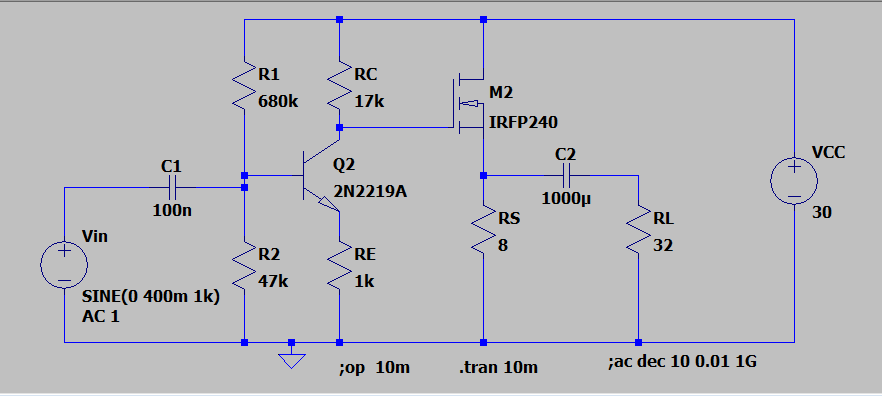 R1
680k
RC
17k
M2
IRFP240
C1
100n
Q2
2N2219A
C2
1000µ
VCC
30
Vin
SINE(0 400m 1k)
AC 1
R2
47k
RE
1k
RS
8
RL
32
;op 10m
.tran 10m
;ac dec 10 0.01 1G